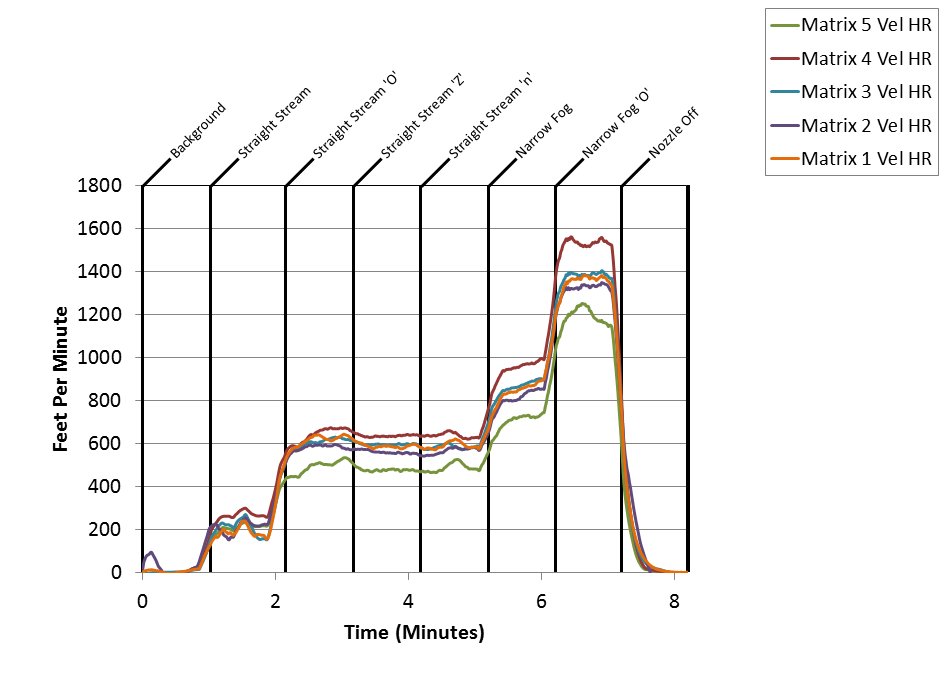 Matrix 5 Vel HR
Matrix 4 Vel HR
Matrix 3 Vel HR
Matrix 2 Vel HR
Matrix 1 Vel HR
Background
Straight Stream
Straight Stream 'O'
Straight Stream 'Z'
Straight Stream 'n'
Narrow Fog
Narrow Fog 'O'
Nozzle Off
1800
1600
1400
1200
1000
800
600
400
200
0
Feet Per Minute
0 2 4 6 8
Time (Minutes)